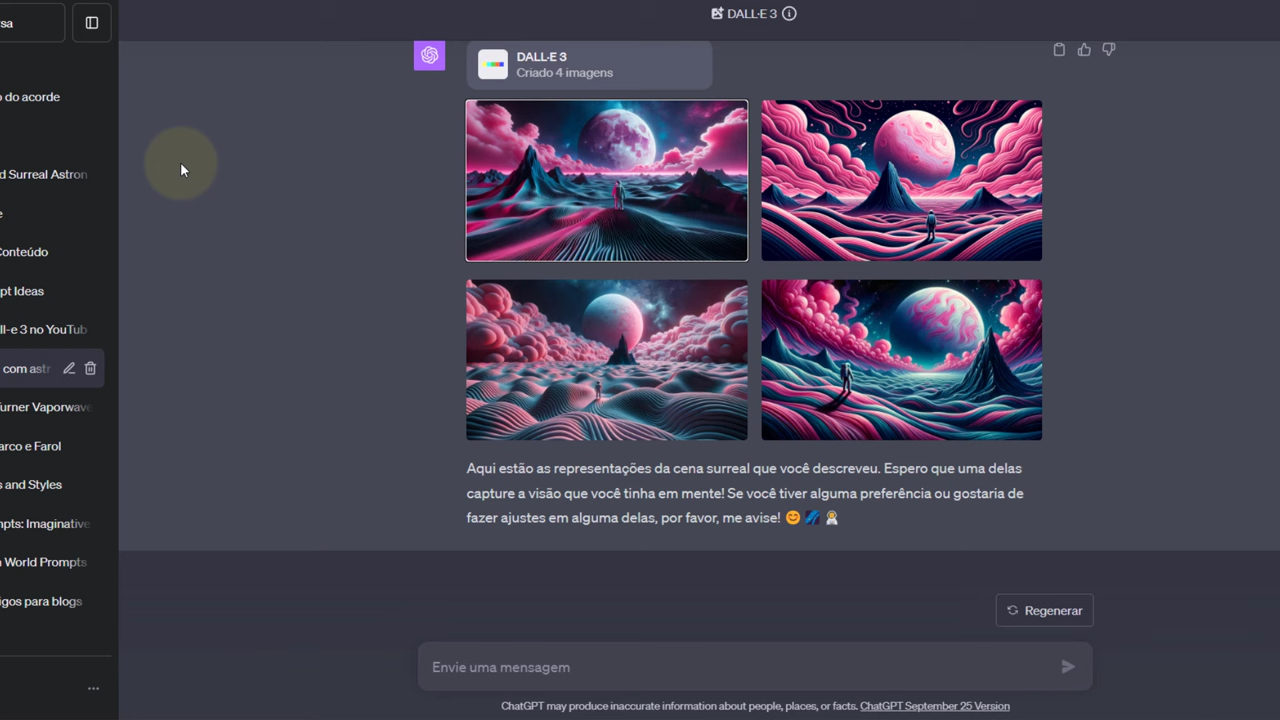 sa
DALL·E 3
DALL·E 3
Criado 4 imagens
o do acorde
d Surreal Astron
e
Conteúdo
pt Ideas
ll-e 3 no YouTub
com astr
Turner Vaporwave
arco e Farol
s and Styles
mpts: Imaginative
n World Prompts
igos para blogs
...
Aqui estão as representações da cena surreal que você descreveu. Espero que uma delas
capture a visão que você tinha em mente! Se você tiver alguma preferência ou gostaria de
fazer ajustes em alguma delas, por favor, me avise! 😊 🌌 👩‍🚀
Regenerar
Envie uma mensagem
ChatGPT may produce inaccurate information about people, places, or facts. ChatGPT September 25 Version